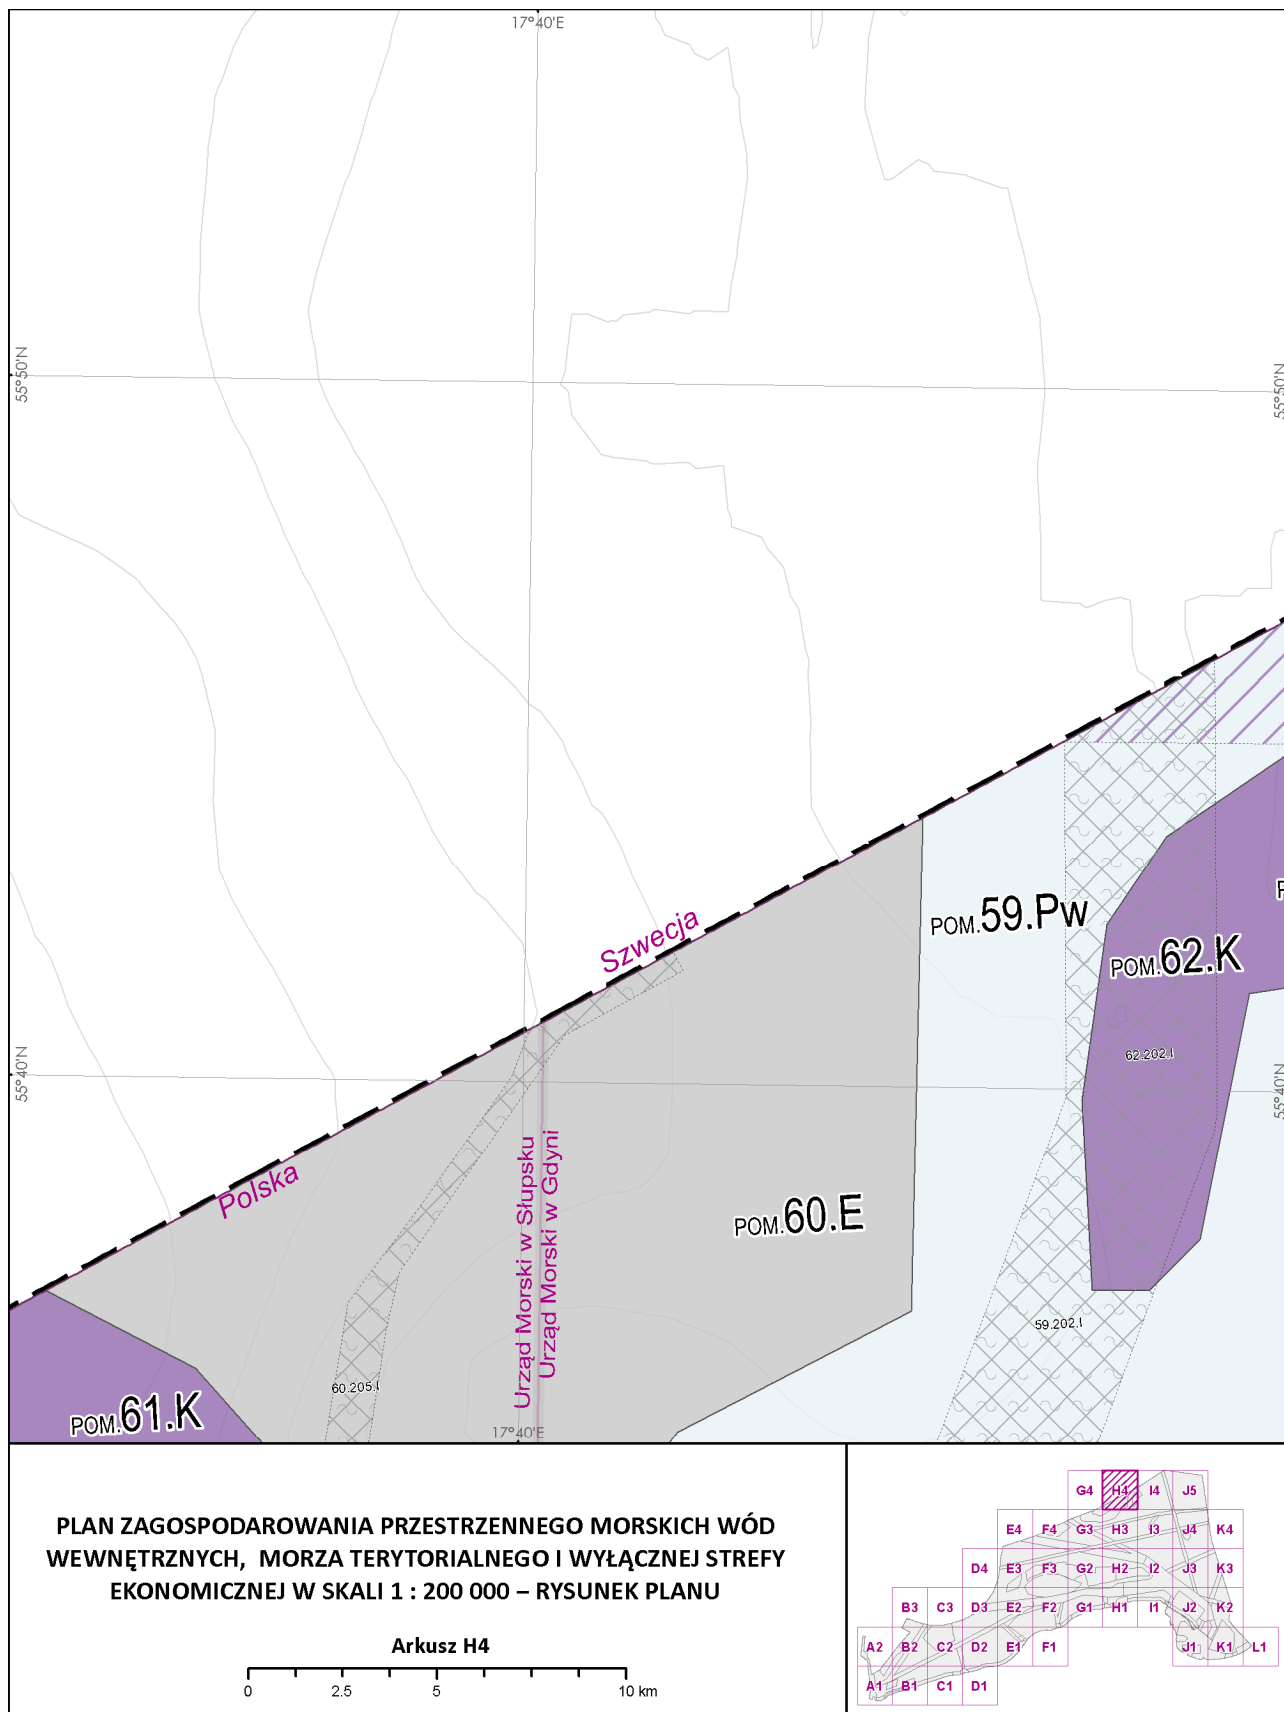 17°40'E
55°50'N
55°50'N
Szwecja
Polska
POM.59.Pw
POM.62.K
62.202.I
55°40'N
55°40'N
Urząd Morski w Słupsku
Urząd Morski w Gdyni
POM.60.E
59.202.I
60.205.I
POM.61.K
17°40'E
PLAN ZAGOSPODAROWANIA PRZESTRZENNEGO MORSKICH WÓD
WEWNĘTRZNYCH, MORZA TERYTORIALNEGO I WYŁĄCZNEJ STREFY
EKONOMICZNEJ W SKALI 1 : 200 000 – RYSUNEK PLANU
Arkusz H4
0 2.5 5 10 km
G4 H4 I4 J5
E4 F4 G3 H3 I3 J4 K4
D4 E3 F3 G2 H2 I2 J3 K3
B3 C3 D3 E2 F2 G1 H1 I1 J2 K2
A2 B2 C2 D2 E1 F1 J1 K1 L1
A1 B1 C1 D1